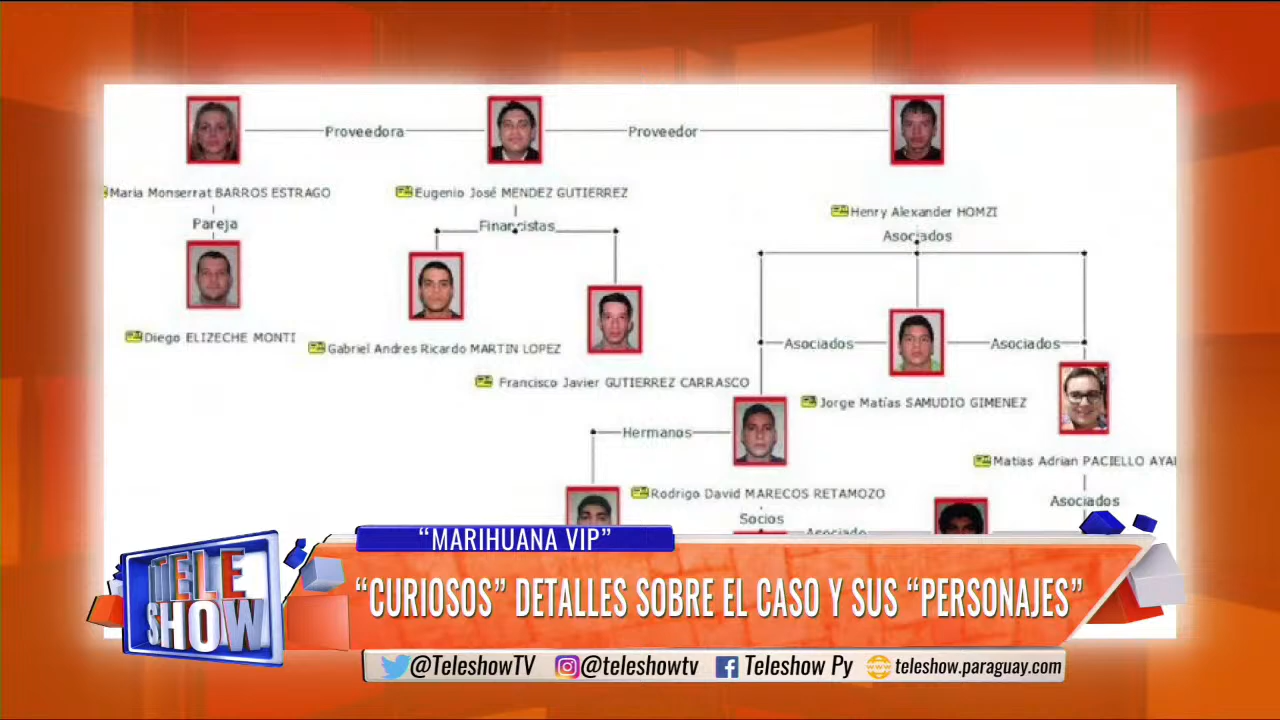 Proveedora
Proveedor
Maria Monserrat BARROS ESTRAGO
Eugenio José MENDEZ GUTIERREZ
Henry Alexander HOMZI
Pareja
Financistas
Asociados
Diego ELIZECHE MONTI
Gabriel Andres Ricardo MARTIN LOPEZ
Asociados
Asociados
Francisco Javier GUTIERREZ CARRASCO
Jorge Matías SAMUDIO GIMENEZ
Hermanos
Matias Adrian PACIELLO AYAL
Rodrigo David MARECOS RETAMOZO
Asociados
Socios
Asociado
“MARIHUANA VIP”
TELE
SHOW
“CURIOSOS” DETALLES SOBRE EL CASO Y SUS “PERSONAJES”
@TeleshowTV @teleshowtv Teleshow Py teleshow.paraguay.com